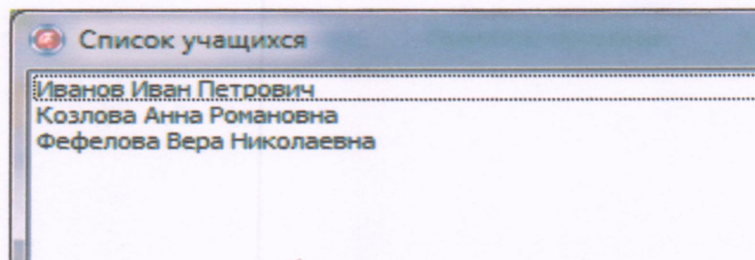 Список учащихся
Иванов Иван Петрович
Козлова Анна Романовна
Фефелова Вера Николаевна